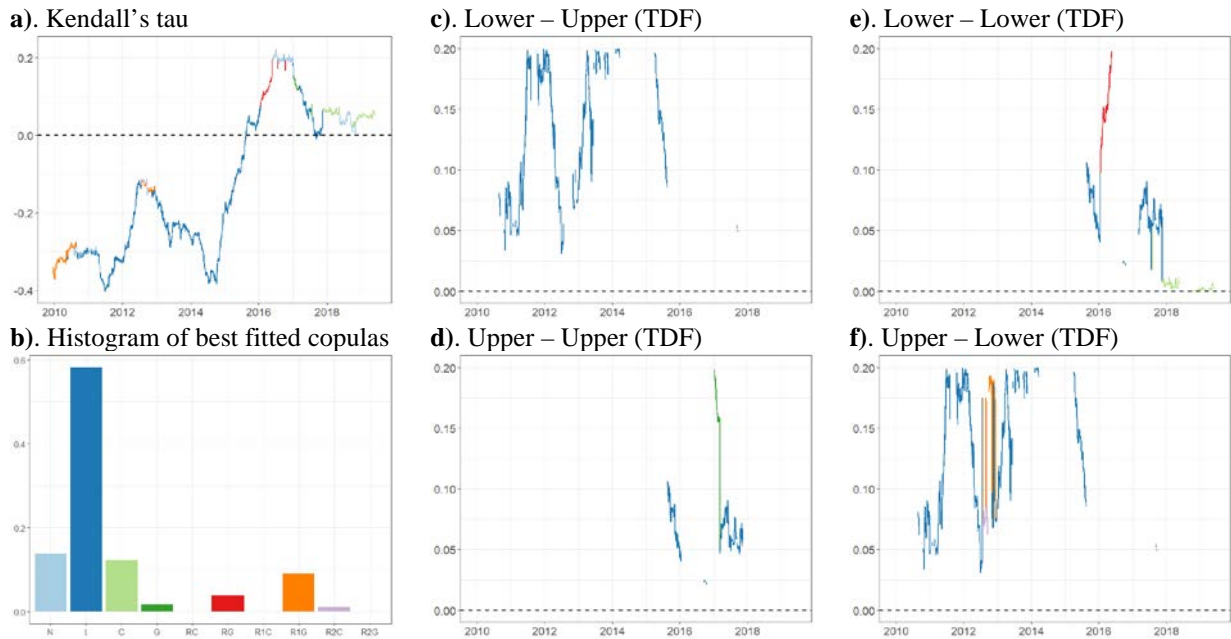 a). Kendall's tau
0.2
0.0
-0.2
-0.4
2010 2012 2014 2016 2018
b). Histogram of best fitted copulas
0.6
0.4
0.2
0.0
N t C G RC RG R1C R1G R2C R2G
c). Lower – Upper (TDF)
0.20
0.15
0.10
0.05
0.00
2010 2012 2014 2016 2018
d). Upper – Upper (TDF)
0.20
0.15
0.10
0.05
0.00
2010 2012 2014 2016 2018
e). Lower – Lower (TDF)
0.20
0.15
0.10
0.05
0.00
2010 2012 2014 2016 2018
f). Upper – Lower (TDF)
0.20
0.15
0.10
0.05
0.00
2010 2012 2014 2016 2018